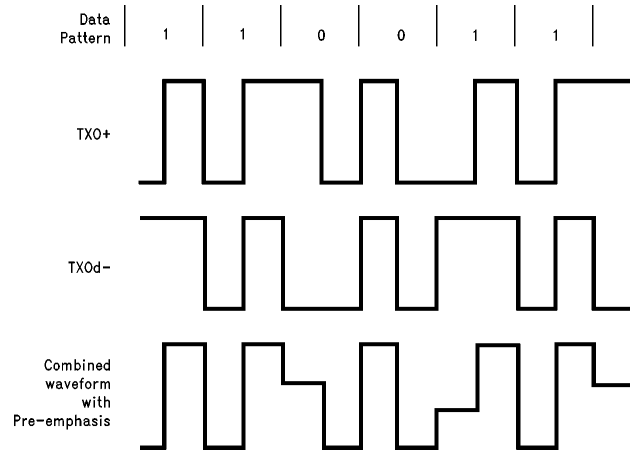 Data
Pattern
1 1 0 0 1 1
TXO+
TXOd-
Combined
waveform
with
Pre-emphasis